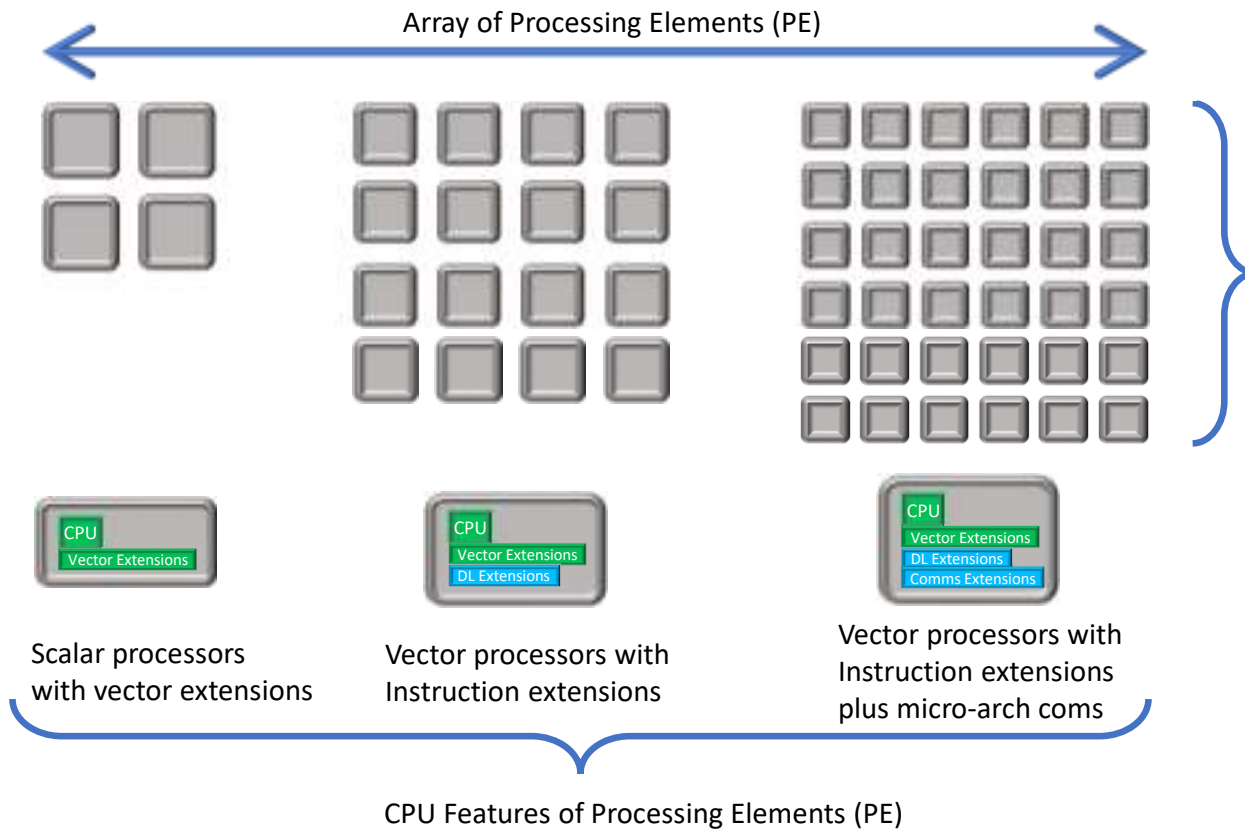 Array of Processing Elements (PE)
CPU
Vector Extensions
CPU
Vector Extensions
DL Extensions
CPU
Vector Extensions
DL Extensions
Comms Extensions
Scalar processors
with vector extensions
Vector processors with
Instruction extensions
Vector processors with
Instruction extensions
plus micro-arch coms
CPU Features of Processing Elements (PE)